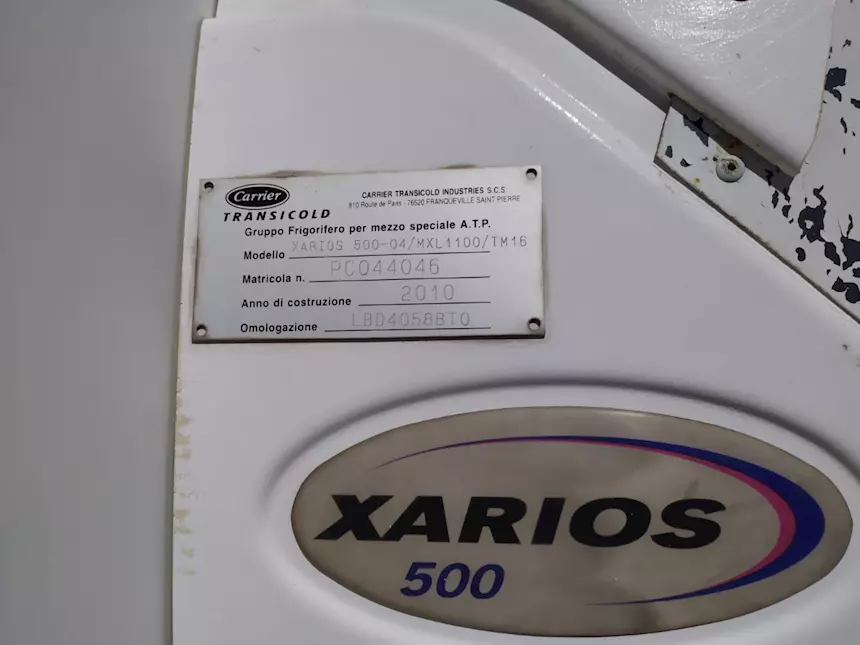 Carrier
TRANSICOLD
CARRIER TRANSICOLD INDUSTRIES S.C.S
810 Route de Paris - 76520 FRANQUEVILLE SAINT PIERRE
Gruppo Frigorifero per mezzo speciale A.T.P.
Modello XARIOS 500-04/MXL1100/TM16
Matricola n. PC044046
Anno di costruzione 2010
Omologazione LBD4058BT0
XARIOS
500